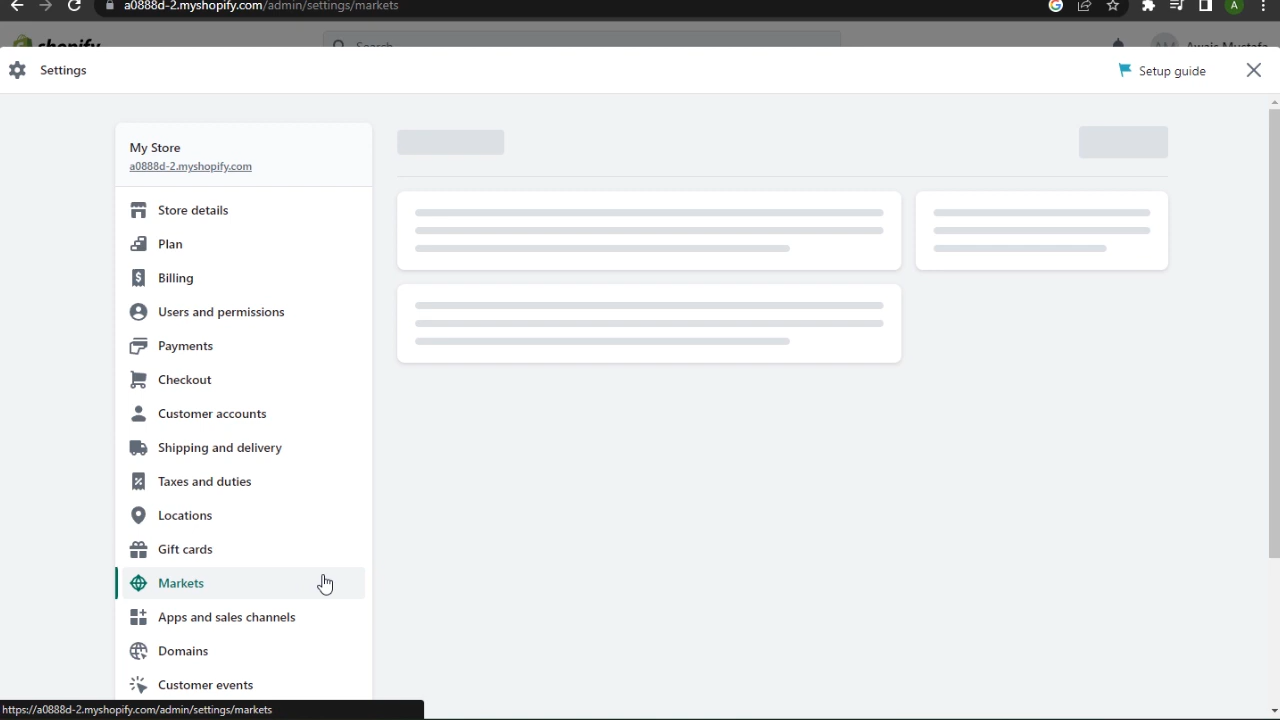 a0888d-2.myshopify.com/admin/settings/markets
A
shopify
Search
Settings
Setup guide
My Store
a0888d-2.myshopify.com
Store details
Plan
Billing
Users and permissions
Payments
Checkout
Customer accounts
Shipping and delivery
Taxes and duties
Locations
Gift cards
Markets
Apps and sales channels
Domains
Customer events
https://a0888d-2.myshopify.com/admin/settings/markets